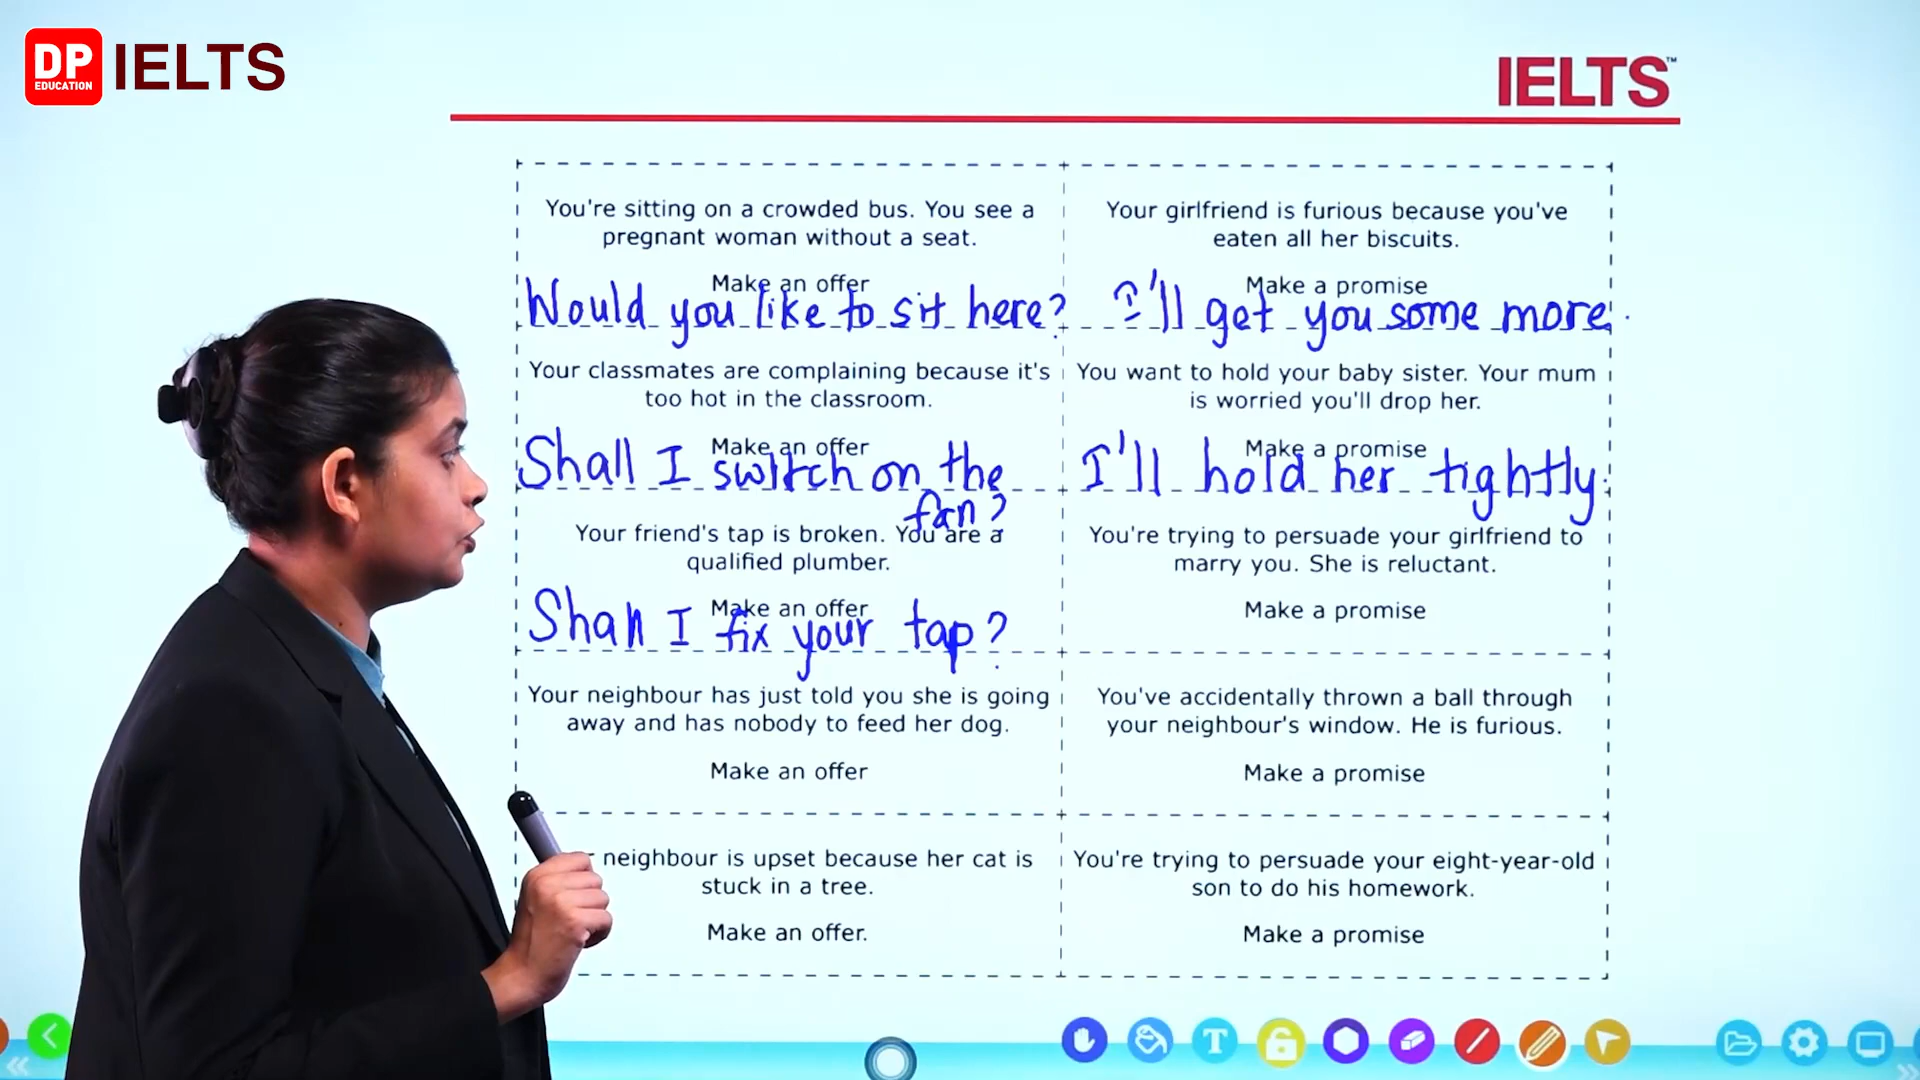 DP
EDUCATION
IELTS
IELTS™
You're sitting on a crowded bus. You see a
pregnant woman without a seat.
Make an offer
Would you like to sit here?
Your girlfriend is furious because you've
eaten all her biscuits.
Make a promise
I'll get you some more.
Your classmates are complaining because it's
too hot in the classroom.
Make an offer
Shall I switch on the
fan?
You want to hold your baby sister. Your mum
is worried you'll drop her.
Make a promise
I'll hold her tightly.
Your friend's tap is broken. You are a
qualified plumber.
Make an offer
Shall I fix your tap?
You're trying to persuade your girlfriend to
marry you. She is reluctant.
Make a promise
Your neighbour has just told you she is going
away and has nobody to feed her dog.
Make an offer
You've accidentally thrown a ball through
your neighbour's window. He is furious.
Make a promise
neighbour is upset because her cat is
stuck in a tree.
Make an offer.
You're trying to persuade your eight-year-old
son to do his homework.
Make a promise
T